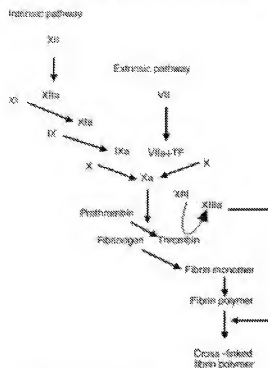 Intrinsic pathway
XII
Extrinsic pathway
XIIa
VII
XI
XIa
IX
IXa
VIIa+TF
X
X
Xa
XIII
XIIIa
Prothrombin
Fibrinogen
Thrombin
Fibrin monomer
Fibrin polymer
Cross -linked
fibrin polymer